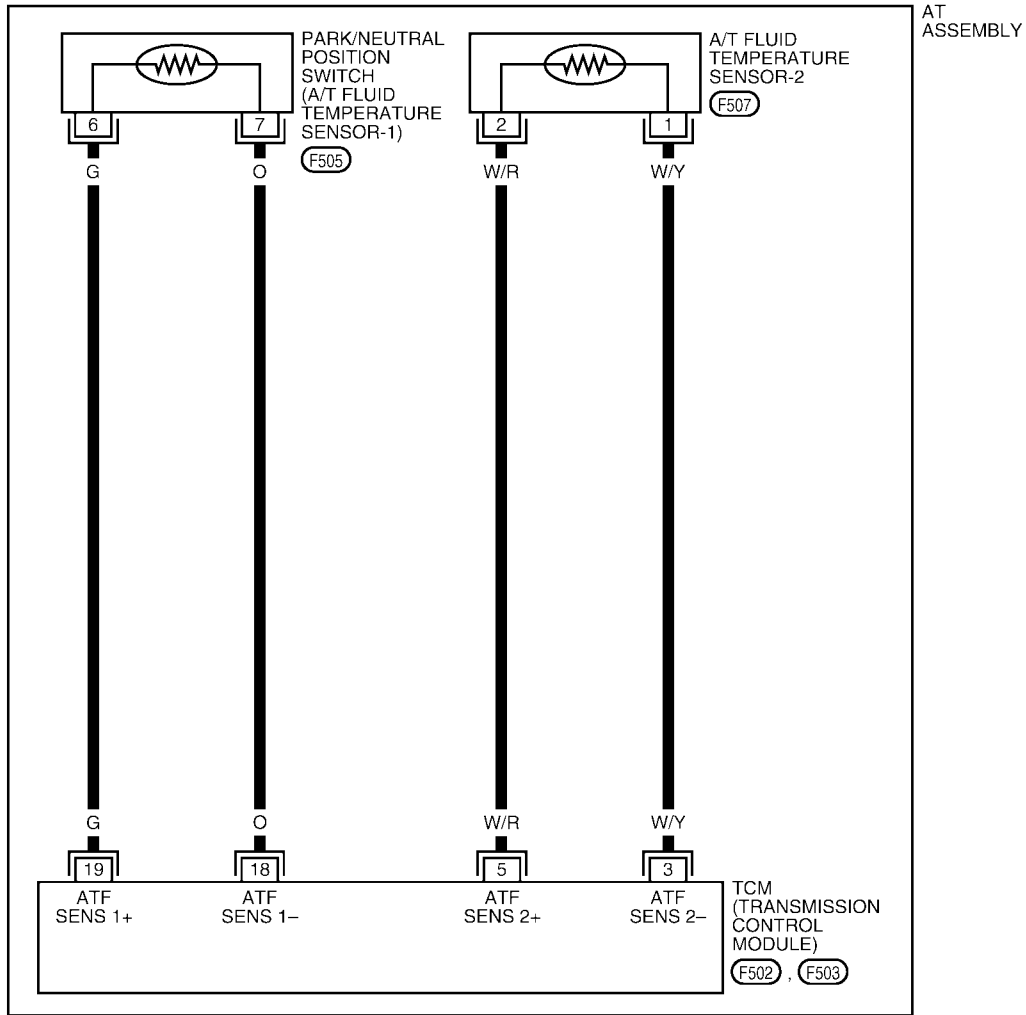 AT
ASSEMBLY
PARK/NEUTRAL
POSITION
SWITCH
(A/T FLUID
TEMPERATURE
SENSOR-1)
F505
A/T FLUID
TEMPERATURE
SENSOR-2
F507
6
7
2
1
G
O
W/R
W/Y
G
O
W/R
W/Y
19
18
5
3
ATF
SENS 1+
ATF
SENS 1–
ATF
SENS 2+
ATF
SENS 2–
TCM
(TRANSMISSION
CONTROL
MODULE)
F502 , F503